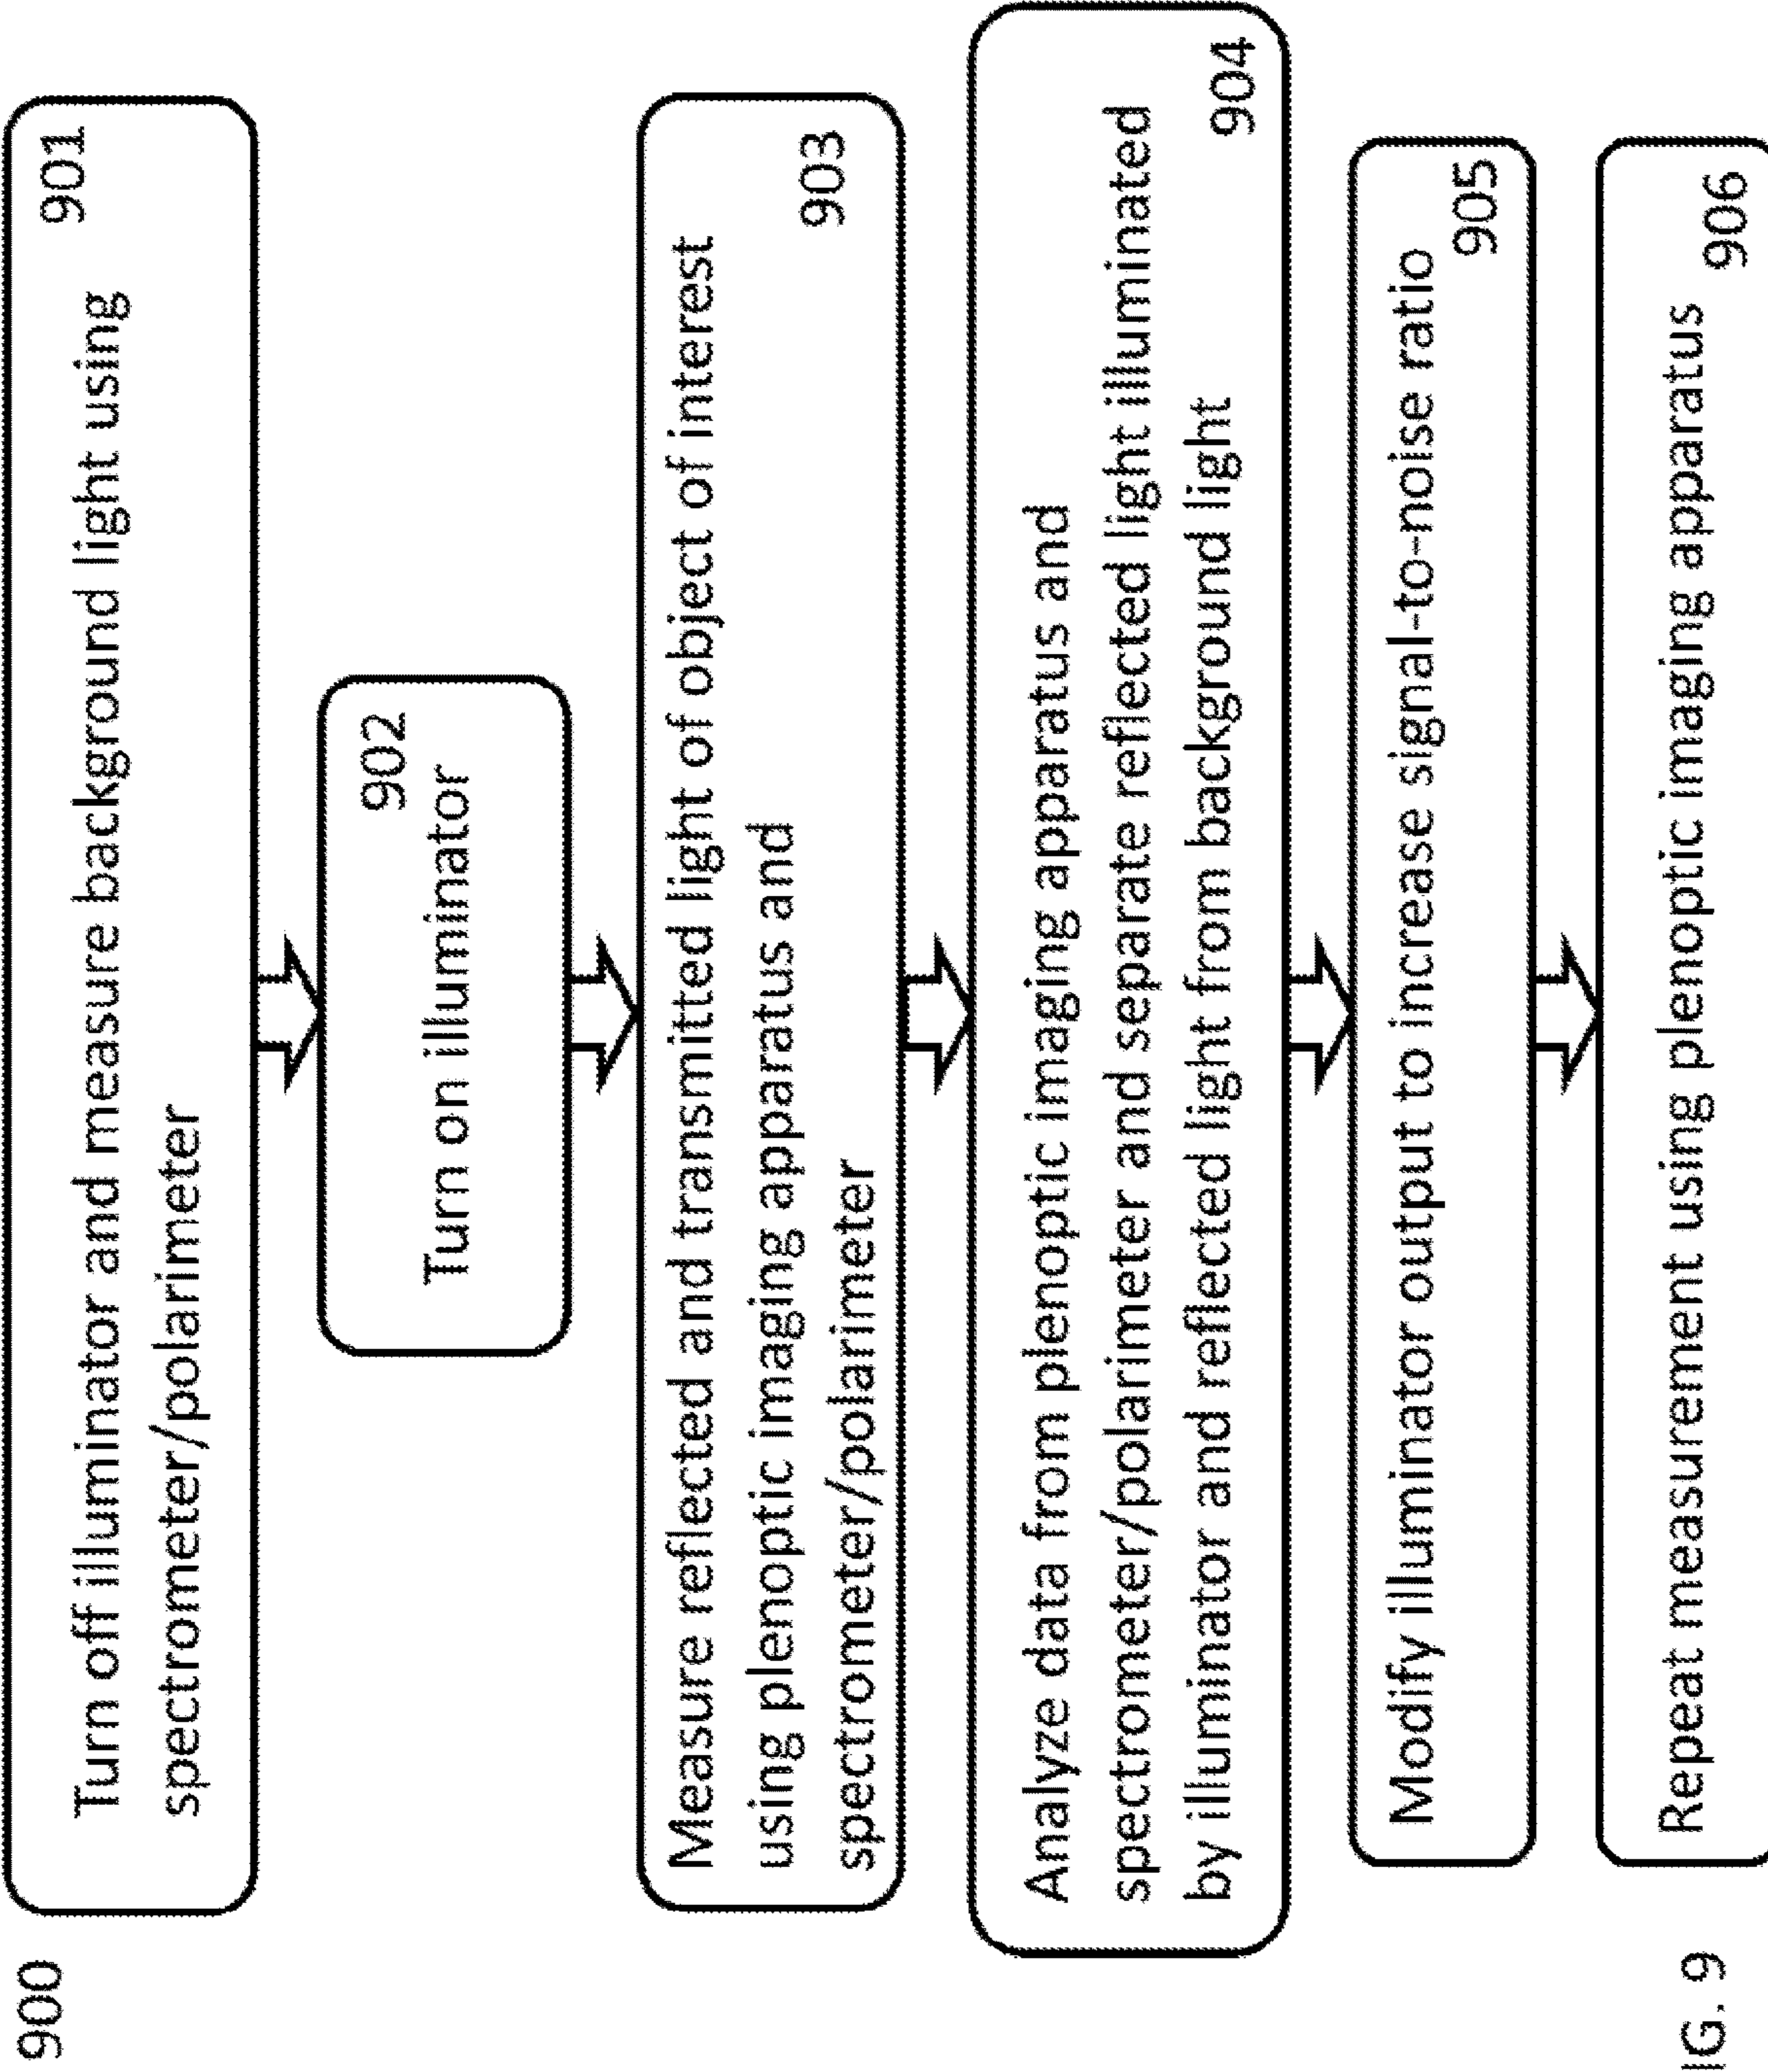 900
901
Turn off illuminator and measure background light using
spectrometer/polarimeter
902
Turn on illuminator
Measure reflected and transmitted light of object of interest
using plenoptic imaging apparatus and
903
spectrometer/polarimeter
Analyze data from plenoptic imaging apparatus and
spectrometer/polarimeter and separate reflected light illuminated
by illuminator and reflected light from background light
904
Modify illuminator output to increase signal-to-noise ratio
905
Repeat measurement using plenoptic imaging apparatus
906
IG. 9